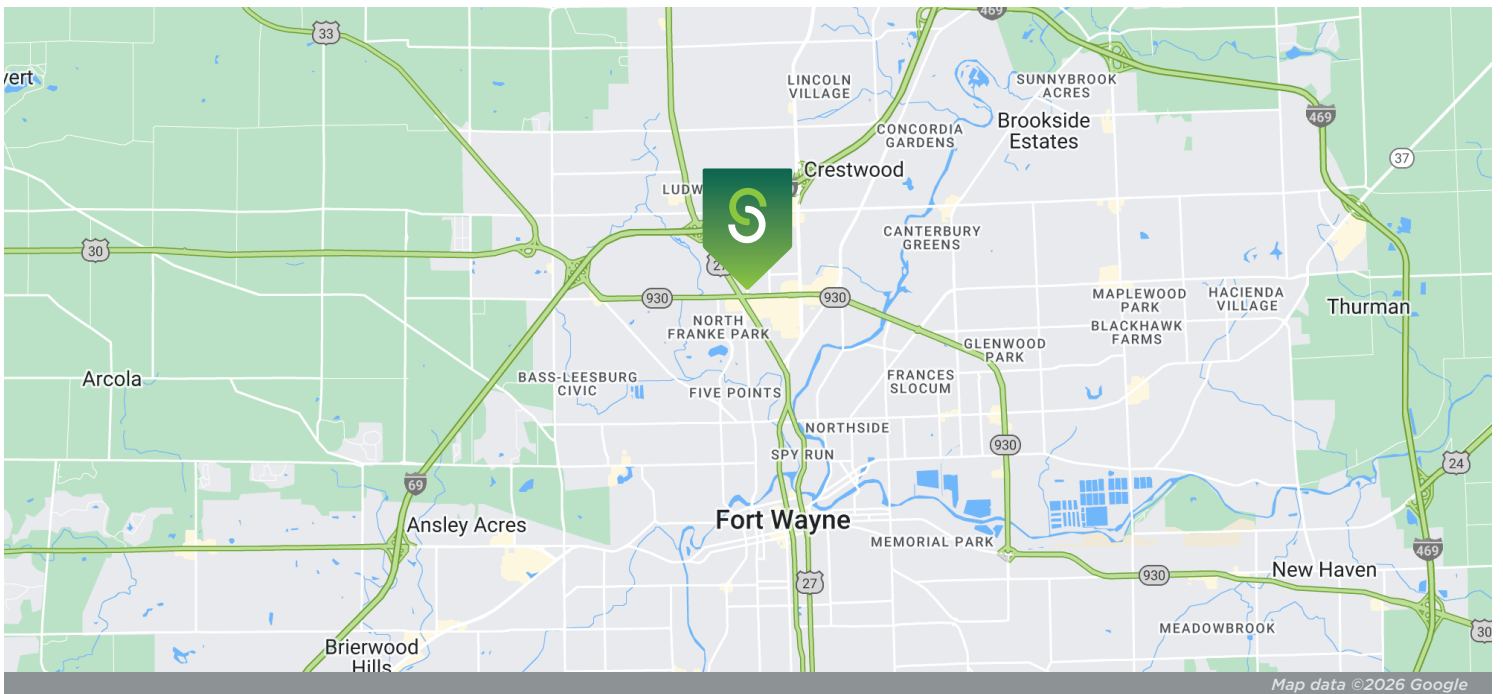 469
33
vert
LINCOLN
VILLAGE
SUNNYBROOK
ACRES
469
Brookside
Estates
CONCORDIA
GARDENS
37
Crestwood
LUDW
S
30
CANTERBURY
GREENS
27
930
930
MAPLEWOOD
PARK
HACIENDA
VILLAGE
Thurman
NORTH
FRANKE PARK
BLACKHAWK
FARMS
GLENWOOD
PARK
Arcola
BASS-LEESBURG
CIVIC
FIVE POINTS
FRANCES
SLOCUM
NORTHSIDE
930
SPY RUN
24
69
Ansley Acres
Fort Wayne
MEMORIAL PARK
469
New Haven
930
27
MEADOWBROOK
30
Brierwood
Hills
Map data ©2026 Google